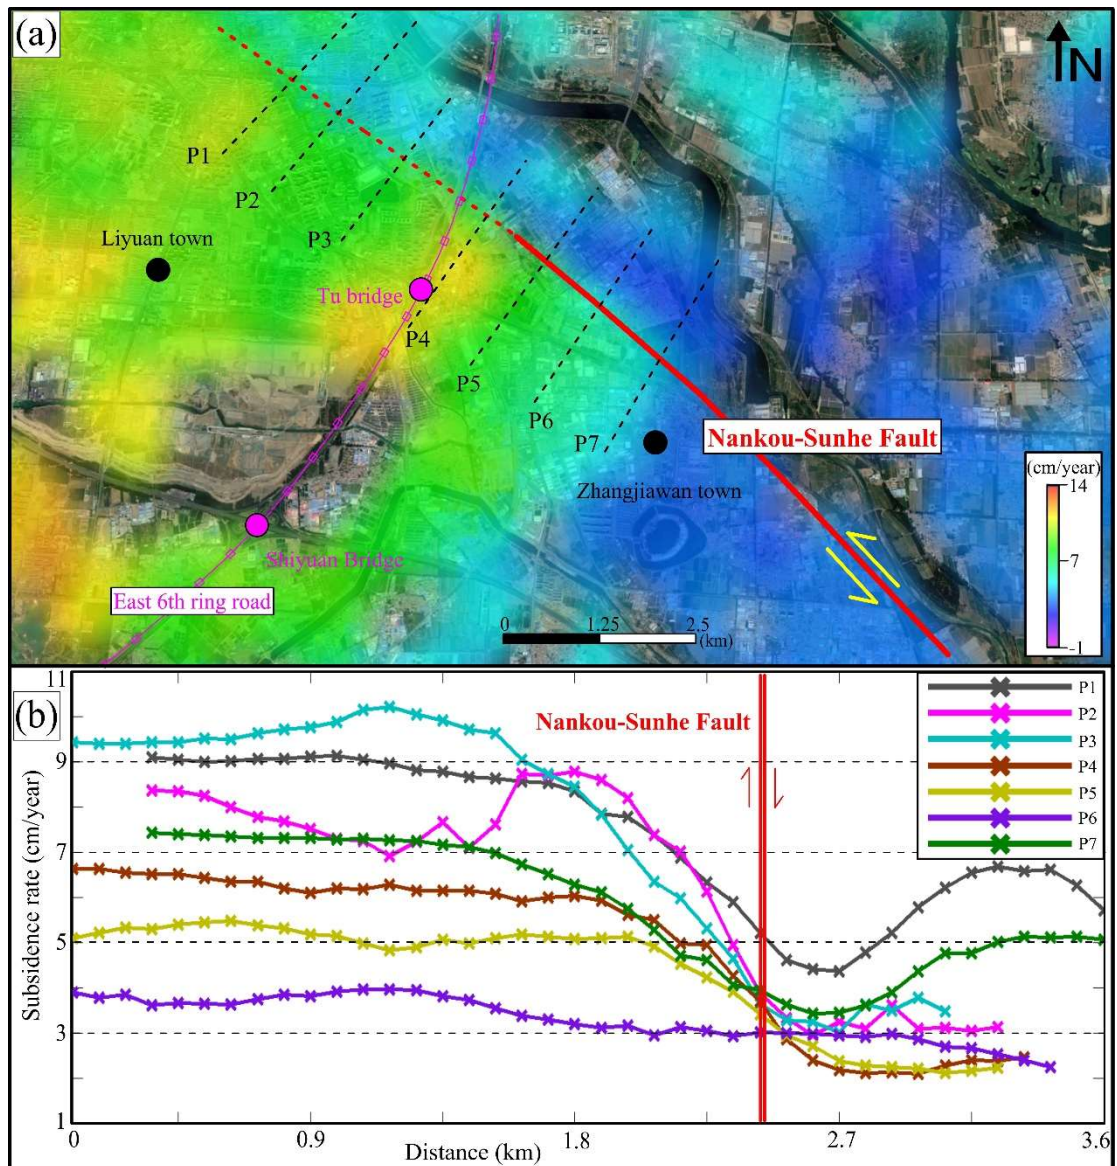 (a)
N
P1
P2
Liyuan town
P3
Tu bridge
P4
P5
P6
P7
Nankou-Sunhe Fault
(cm/year)
14
7
-1
Zhangjiawan town
Shiyuan Bridge
East 6th ring road
0 1.25 2.5
(km)
(b)
Nankou-Sunhe Fault
P1
P2
P3
P4
P5
P6
P7
Subsidence rate (cm/year)
11
9
7
5
3
1
0 0.9 1.8 2.7 3.6
Distance (km)